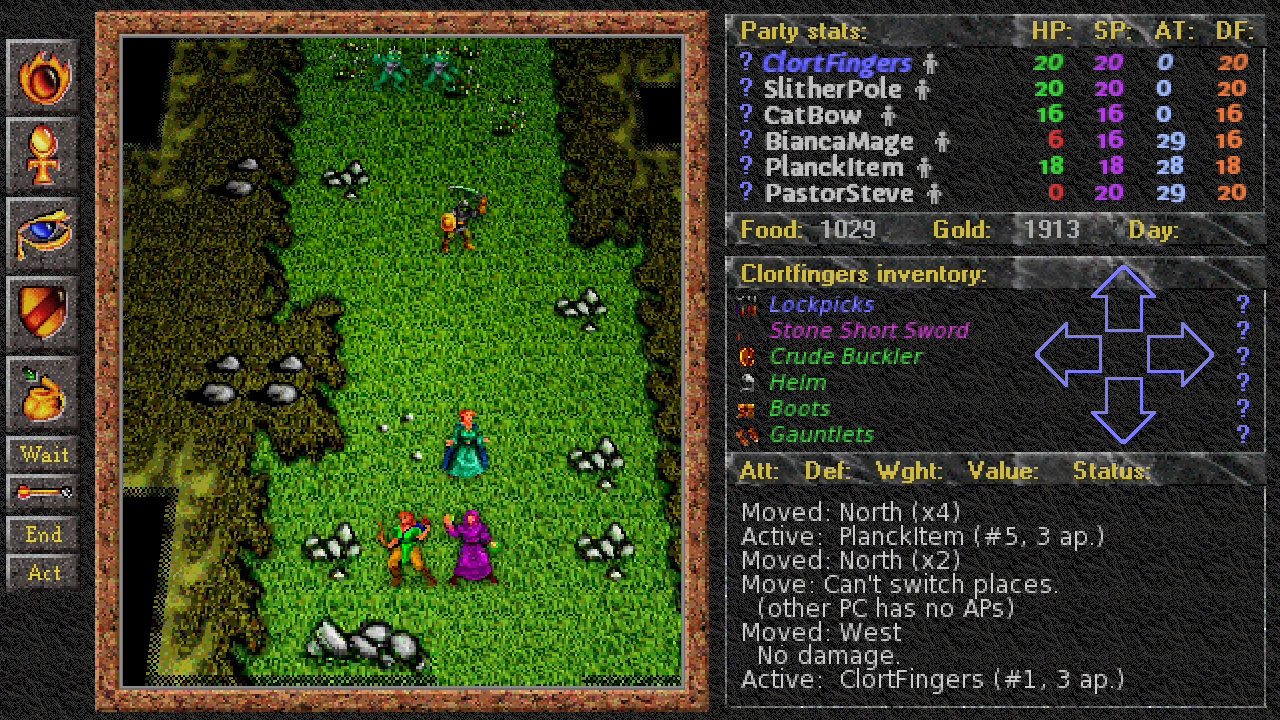 Party stats: HP: SP: AT: DF:
? ClortFingers 20 20 0 20
? SlitherPole 20 20 0 20
? CatBow 16 16 0 16
? BiancaMage 6 16 29 16
? PlanckItem 18 18 28 18
? PastorSteve 0 20 29 20
Food: 1029 Gold: 1913 Day:
Clortfingers inventory:
Lockpicks ?
Stone Short Sword ?
Crude Buckler ?
Helm ?
Boots ?
Gauntlets ?
Att: Def: Wght: Value: Status:
Moved: North (x4)
Active: PlanckItem (#5, 3 ap.)
Moved: North (x2)
Move: Can't switch places.
(other PC has no APs)
Moved: West
No damage.
Active: ClortFingers (#1, 3 ap.)
Wait
End
Act